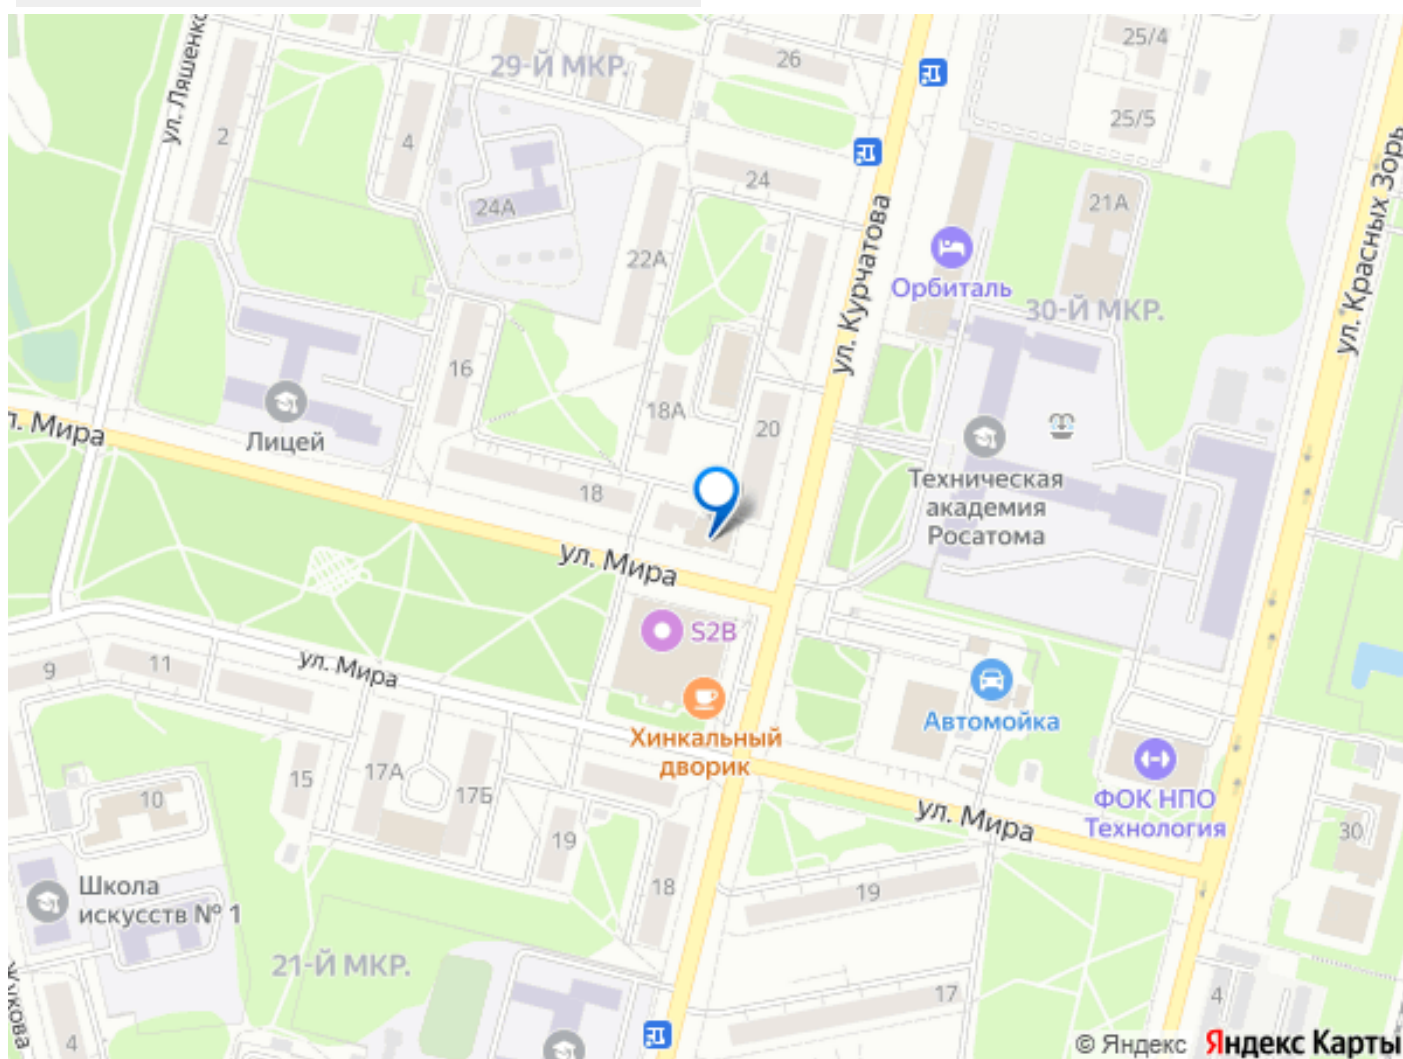 25/4
26
29-Й МКР.
ул. Ляшенко
25/5
2
4
ул. Красных Зорь
24
24А
21А
ул. Курчатова
22А
Орбиталь
30-Й МКР.
16
18А
20
л. Мира
Лицей
Техническая
академия
Росатома
18
ул. Мира
S2B
9
11
ул. Мира
Автомойка
Хинкальный
дворик
15
17А
17Б
10
ФОК НПО
Технология
ул. Мира
30
19
18
19
Школа
искусств № 1
21-Й МКР.
17
4
4
© Яндекс Яндекс Карты